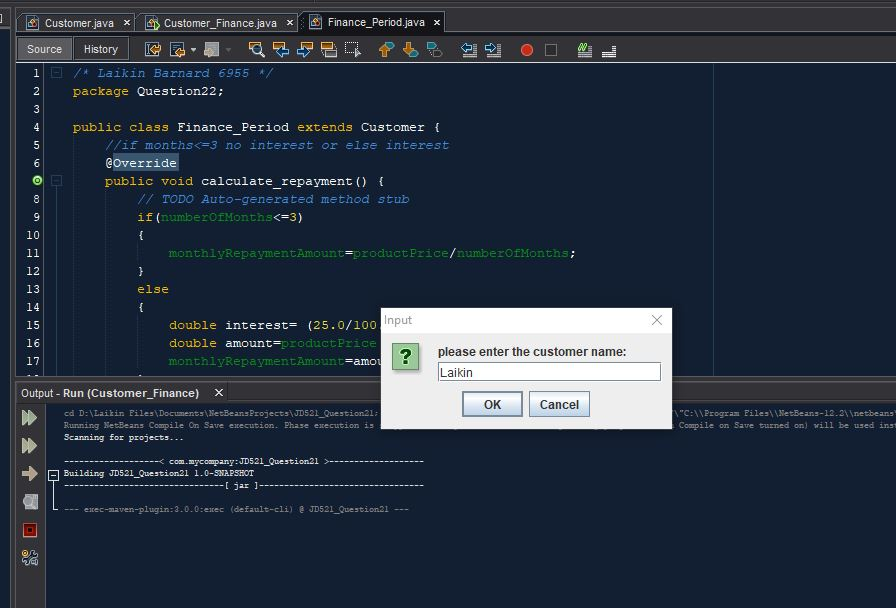 Customer.java × Customer_Finance.java × Finance_Period.java ×
Source History
1 /* Laikin Barnard 6955 */
2 package Question22;
3
4 public class Finance_Period extends Customer {
5 //if months<=3 no interest or else interest
6 @Override
public void calculate_repayment() {
8 // TODO Auto-generated method stub
9 if(numberOfMonths<=3)
10 {
11 monthlyRepaymentAmount=productPrice/numberOfMonths;
12 }
13 else
14 {
15 double interest= (25.0/100
16 double amount=productPrice
17 monthlyRepaymentAmount=amou
Input
please enter the customer name:
Laikin
OK Cancel
Output - Run (Customer_Finance) ×
cd D:\Laikin Files\Documents\NetBeansProjects\JD521_Question21; \"C:\\Program Files\\NetBeans-12.2\\netbeans\
Running NetBeans Compile On Save execution. Phase execution is Compile on Save turned on) will be used inst
Scanning for projects...
------------------< com.mycompany:JD521_Question21 >-------------------
Building JD521_Question21 1.0-SNAPSHOT
--------------------------------[ jar ]---------------------------------
--- exec-maven-plugin:3.0.0:exec (default-cli) @ JD521_Question21 ---